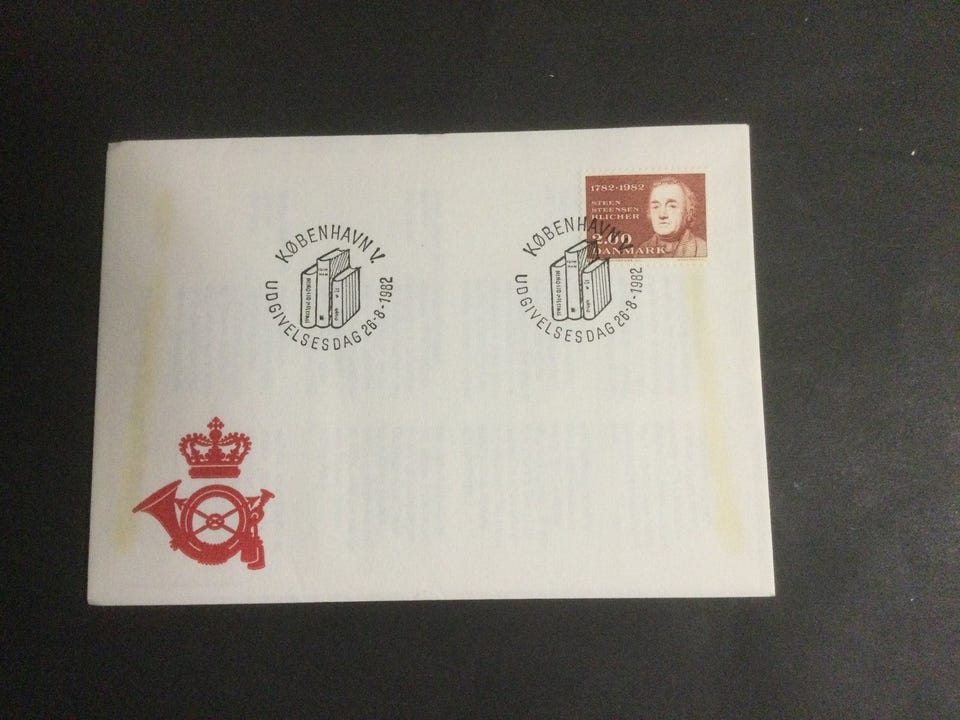 1782-1982
STEEN
STEENSEN
BLICHER
2.00
DANMARK
KØBENHAVN V.
UDGIVELSESDAG 26-8-1982
KØBENHAVN V.
UDGIVELSESDAG 26-8-1982